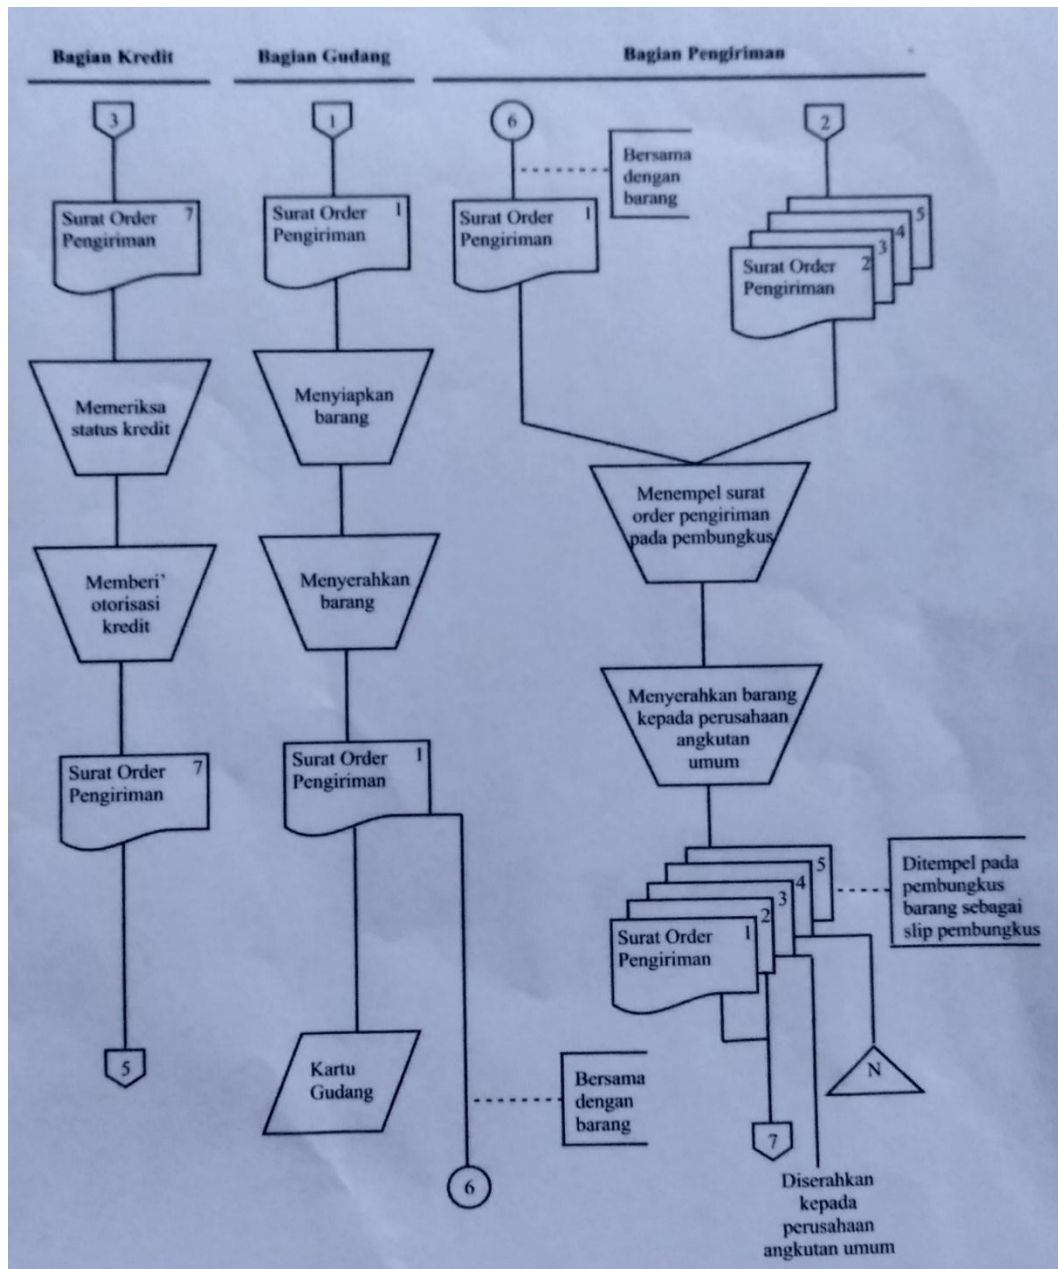 Bagian Kredit
Bagian Gudang
Bagian Pengiriman
3
Surat Order 7
Pengiriman
Memeriksa
status kredit
Memberi’
otorisasi
kredit
Surat Order 7
Pengiriman
5
1
Surat Order 1
Pengiriman
Menyiapkan
barang
Menyerahkan
barang
Surat Order 1
Pengiriman
Kartu
Gudang
Bersama
dengan
barang
6
6
Bersama
dengan
barang
Surat Order 1
Pengiriman
2
5
4
3
Surat Order 2
Pengiriman
Menempel surat
order pengiriman
pada pembungkus
Menyerahkan barang
kepada perusahaan
angkutan
umum
5
4
3
2
Surat Order 1
Pengiriman
Ditempel pada
pembungkus
barang sebagai
slip pembungkus
N
7
Diserahkan
kepada
perusahaan
angkutan umum